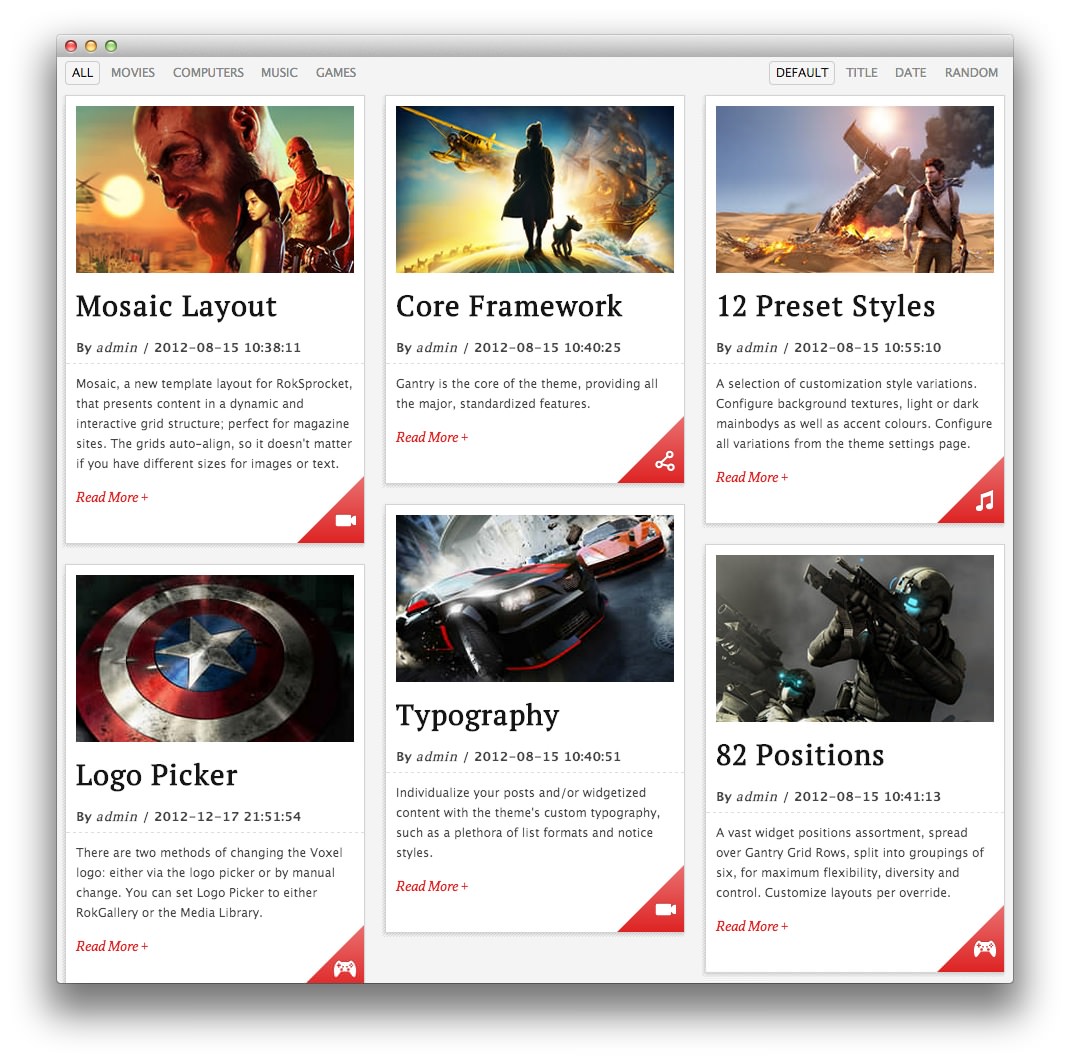 ALL MOVIES COMPUTERS MUSIC GAMES DEFAULT TITLE DATE RANDOM
Mosaic Layout
By admin / 2012-08-15 10:38:11
Mosaic, a new template layout for RokSprocket,
that presents content in a dynamic and
interactive grid structure; perfect for magazine
sites. The grids auto-align, so it doesn't matter
if you have different sizes for images or text.
Read More +
Logo Picker
By admin / 2012-12-17 21:51:54
There are two methods of changing the Voxel
logo: either via the logo picker or by manual
change. You can set Logo Picker to either
RokGallery or the Media Library.
Read More +
Core Framework
By admin / 2012-08-15 10:40:25
Gantry is the core of the theme, providing all
the major, standardized features.
Read More +
Typography
By admin / 2012-08-15 10:40:51
Individualize your posts and/or widgetized
content with the theme's custom typography,
such as a plethora of list formats and notice
styles.
Read More +
12 Preset Styles
By admin / 2012-08-15 10:55:10
A selection of customization style variations.
Configure background textures, light or dark
mainbodys as well as accent colours. Configure
all variations from the theme settings page.
Read More +
82 Positions
By admin / 2012-08-15 10:41:13
A vast widget positions assortment, spread
over Gantry Grid Rows, split into groupings of
six, for maximum flexibility, diversity and
control. Customize layouts per override.
Read More +